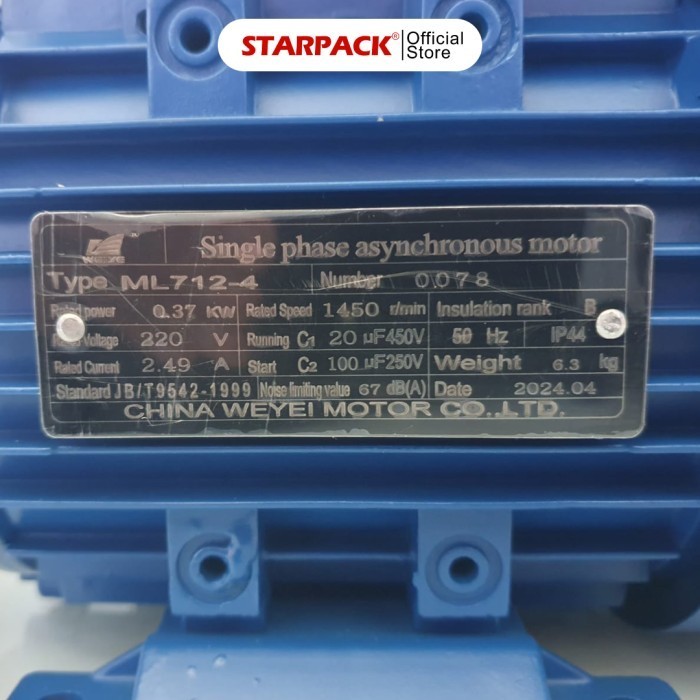 STARPACK® Official Store
WEIYE ®
Single phase asynchronous motor
Type ML712-4 Number 0078
Rated power 0.37 KW Rated Speed 1450 r/min Insulation rank B
Voltage 220 V Running C1 20 μF450V 50 Hz IP44
Rated Current 2.49 A Start C2 100 μF250V Weight 6.3 kg
Standard JB/T9542-1999 Noise limiting value 67 dB(A) Date 2024.04
CHINA WEYEI MOTOR CO.,LTD.